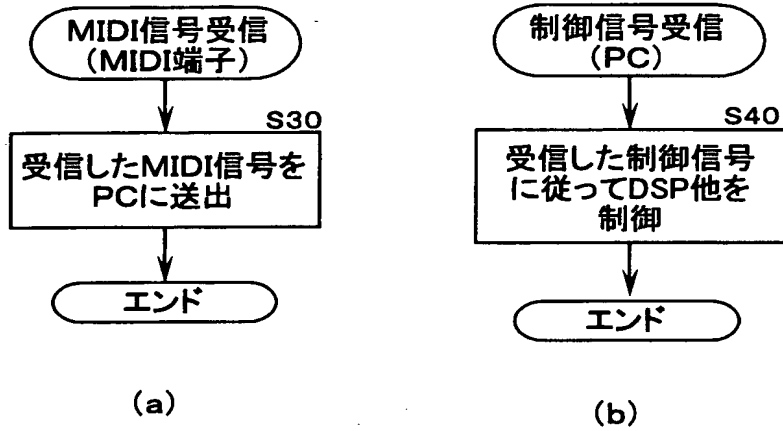 MIDI信号受信
(MIDI端子)
S30
受信したMIDI信号を
PCに送出
エンド
(a)
制御信号受信
(PC)
S40
受信した制御信号
に従ってDSP他を
制御
エンド
(b)